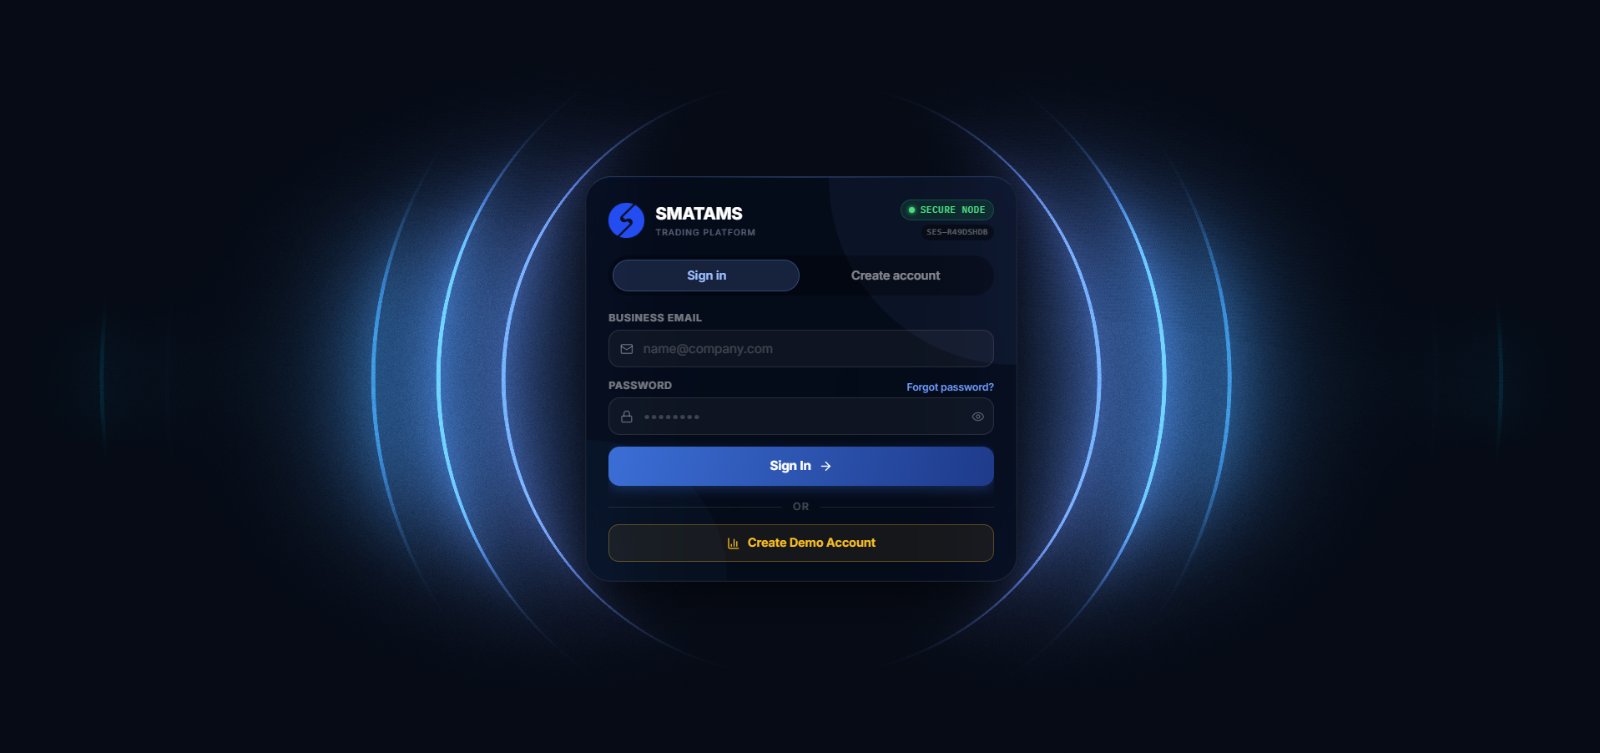 SMATAMS
TRADING PLATFORM
SECURE NODE
SES-R49DSHDB
Sign in
Create account
BUSINESS EMAIL
name@company.com
PASSWORD
Forgot password?
Sign In →
OR
Create Demo Account